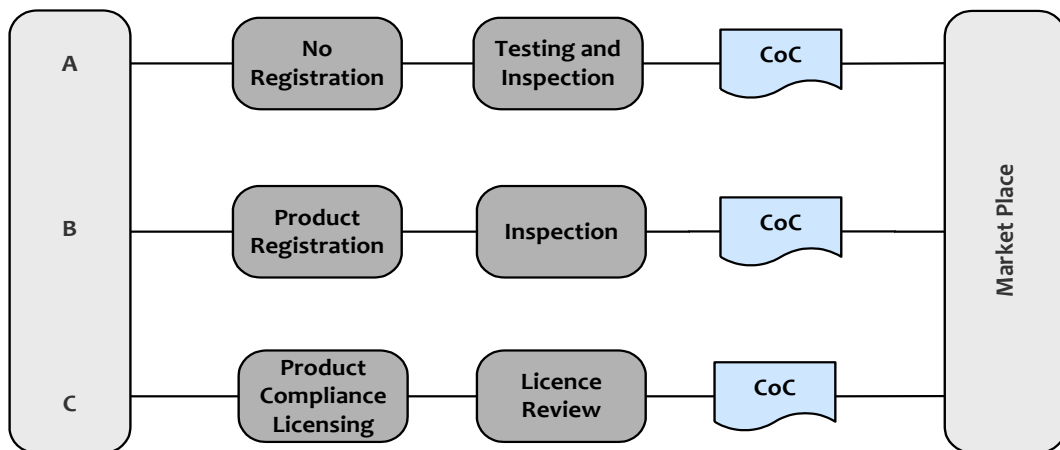 A
No
Registration
Testing and
Inspection
CoC
B
Product
Registration
Inspection
CoC
C
Product
Compliance
Licensing
Licence
Review
CoC
Market Place